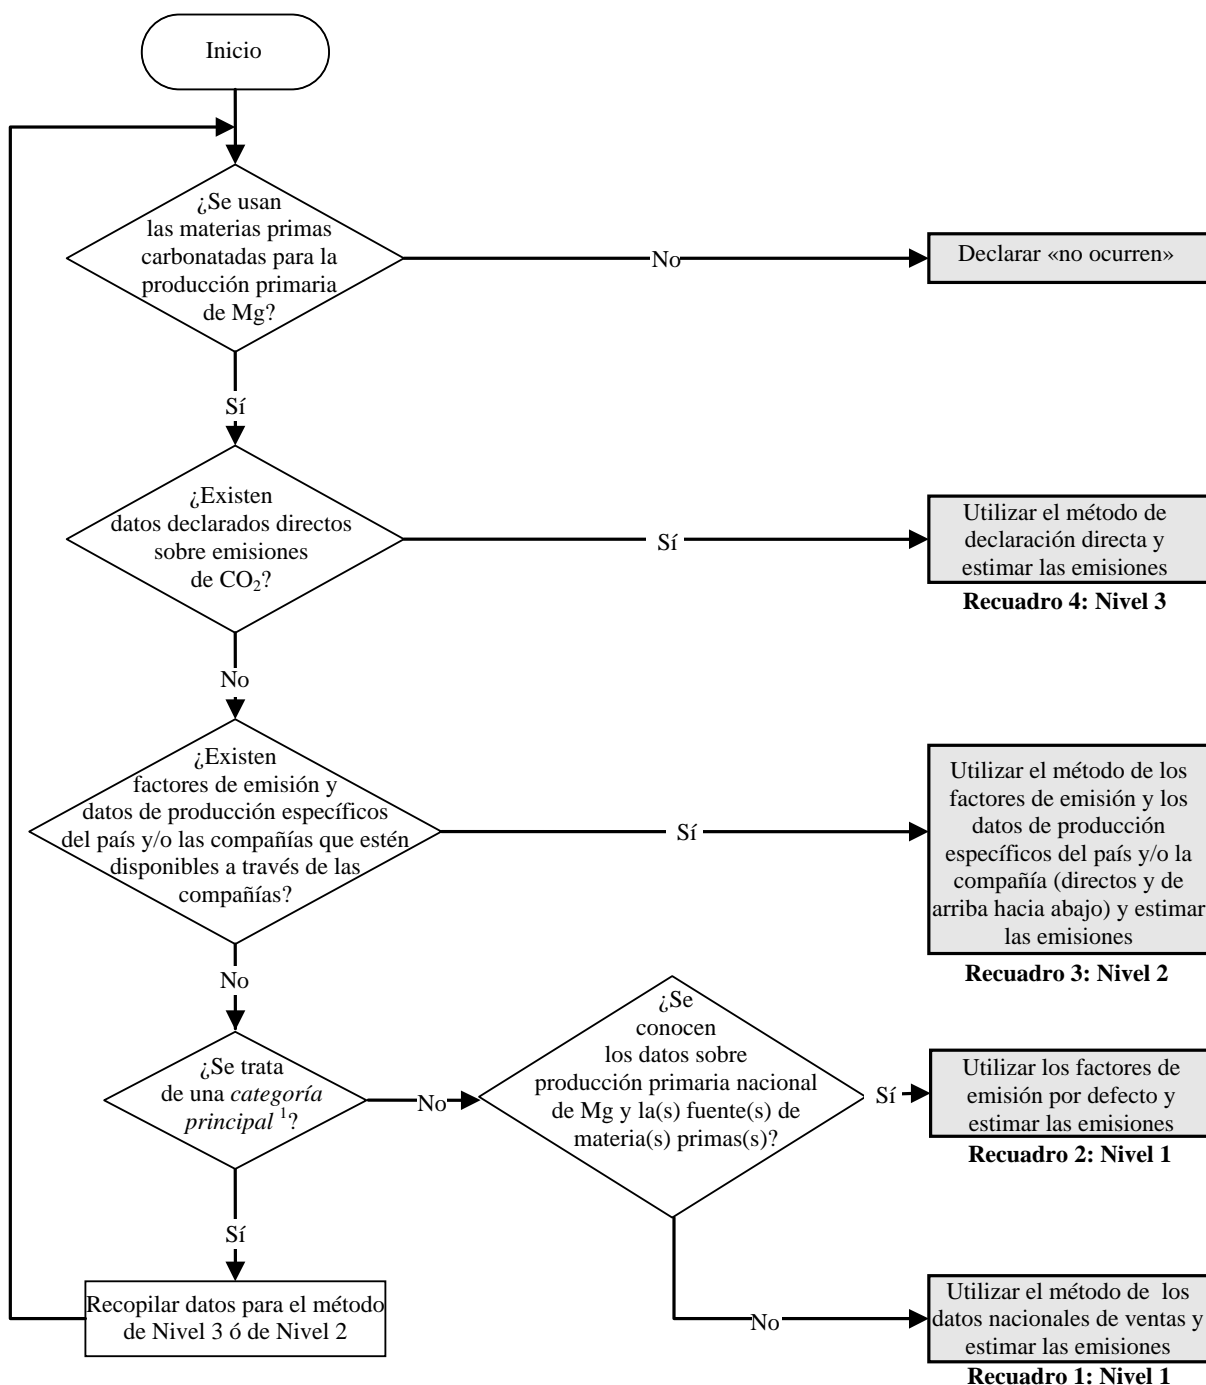 Inicio
¿Se usan
las materias primas
carbonatadas para la
producción primaria
de Mg?
No
Declarar «no ocurren»
Sí
¿Existen
datos declarados directos
sobre emisiones
de CO₂?
Sí
Utilizar el método de
declaración directa y
estimar las emisiones
Recuadro 4: Nivel 3
No
¿Existen
factores de emisión y
datos de producción específicos
del país y/o las compañías que estén
disponibles a través de las
compañías?
Sí
Utilizar el método de los
factores de emisión y los
datos de producción
específicos del país y/o la
compañía (directos y de
arriba hacia abajo) y estimar
las emisiones
Recuadro 3: Nivel 2
No
¿Se trata
de una categoría
principal ¹?
No
¿Se
conocen
los datos sobre
producción primaria nacional
de Mg y la(s) fuente(s) de
materia(s) primas(s)?
Sí
Utilizar los factores de
emisión por defecto y
estimar las emisiones
Recuadro 2: Nivel 1
Sí
Recopilar datos para el método
de Nivel 3 ó de Nivel 2
No
Utilizar el método de los
datos nacionales de ventas y
estimar las emisiones
Recuadro 1: Nivel 1